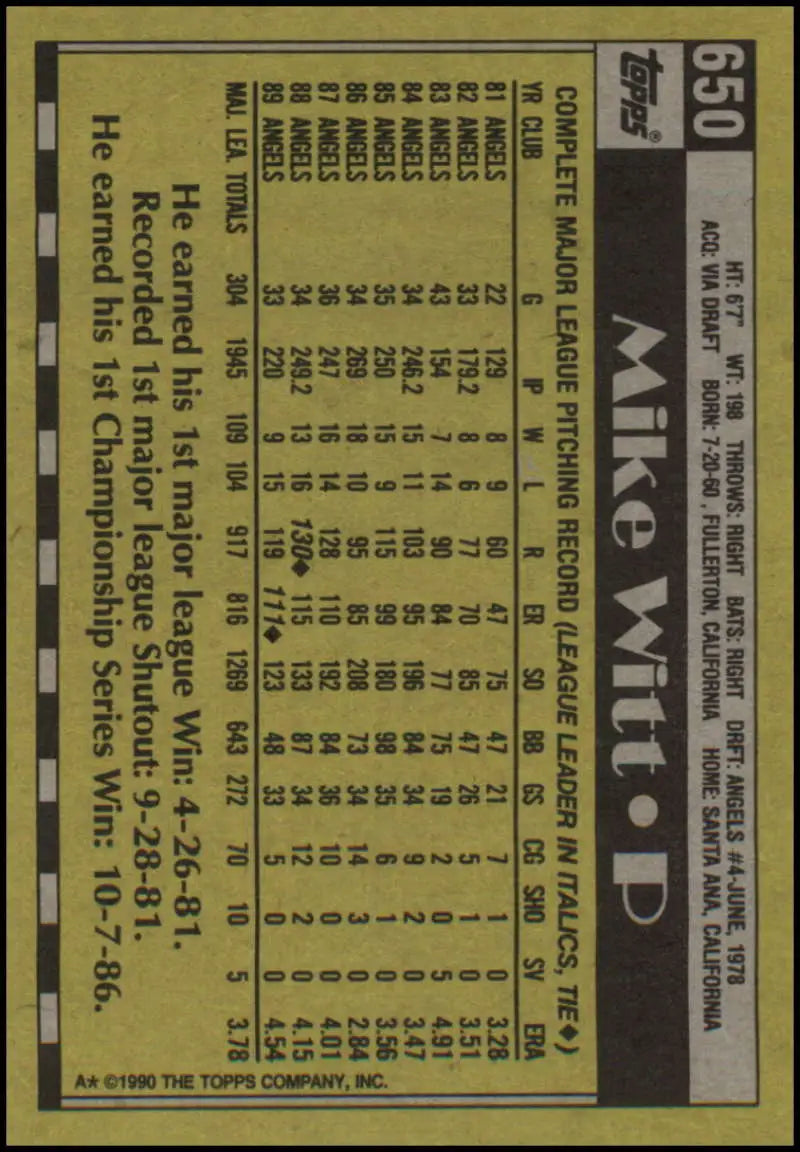 650
topps®
HT: 6'7" WT: 198 THROWS: RIGHT BATS: RIGHT DRFT: ANGELS #4-JUNE, 1978
ACQ: VIA DRAFT BORN: 7-20-60, FULLERTON, CALIFORNIA HOME: SANTA ANA, CALIFORNIA
Mike Witt • P
COMPLETE MAJOR LEAGUE PITCHING RECORD (LEAGUE LEADER IN ITALICS, TIE♦)
YR CLUB G IP W L R ER SO BB GS CG SHO SV ERA
81 ANGELS 22 129 8 9 60 47 75 47 21 7 1 0 3.28
82 ANGELS 33 179.2 8 6 77 70 85 47 26 5 1 0 3.51
83 ANGELS 43 154 7 14 90 84 77 75 19 2 0 5 4.91
84 ANGELS 34 246.2 15 11 103 95 196 84 34 9 2 0 3.47
85 ANGELS 35 250 15 9 115 99 180 98 35 6 1 0 3.56
86 ANGELS 34 269 18 10 95 85 208 73 34 14 3 0 2.84
87 ANGELS 36 247 16 14 128 110 192 84 36 10 0 0 4.01
88 ANGELS 34 249.2 13 16 130♦ 115 133 87 34 12 2 0 4.15
89 ANGELS 33 220 9 15 119 111♦ 123 48 33 5 0 0 4.54
MAJ. LEA. TOTALS 304 1945 109 104 917 816 1269 643 272 70 10 5 3.78
He earned his 1st major league Win: 4-26-81.
Recorded 1st major league Shutout: 9-28-81.
He earned his 1st Championship Series Win: 10-7-86.
A* ©1990 THE TOPPS COMPANY, INC.